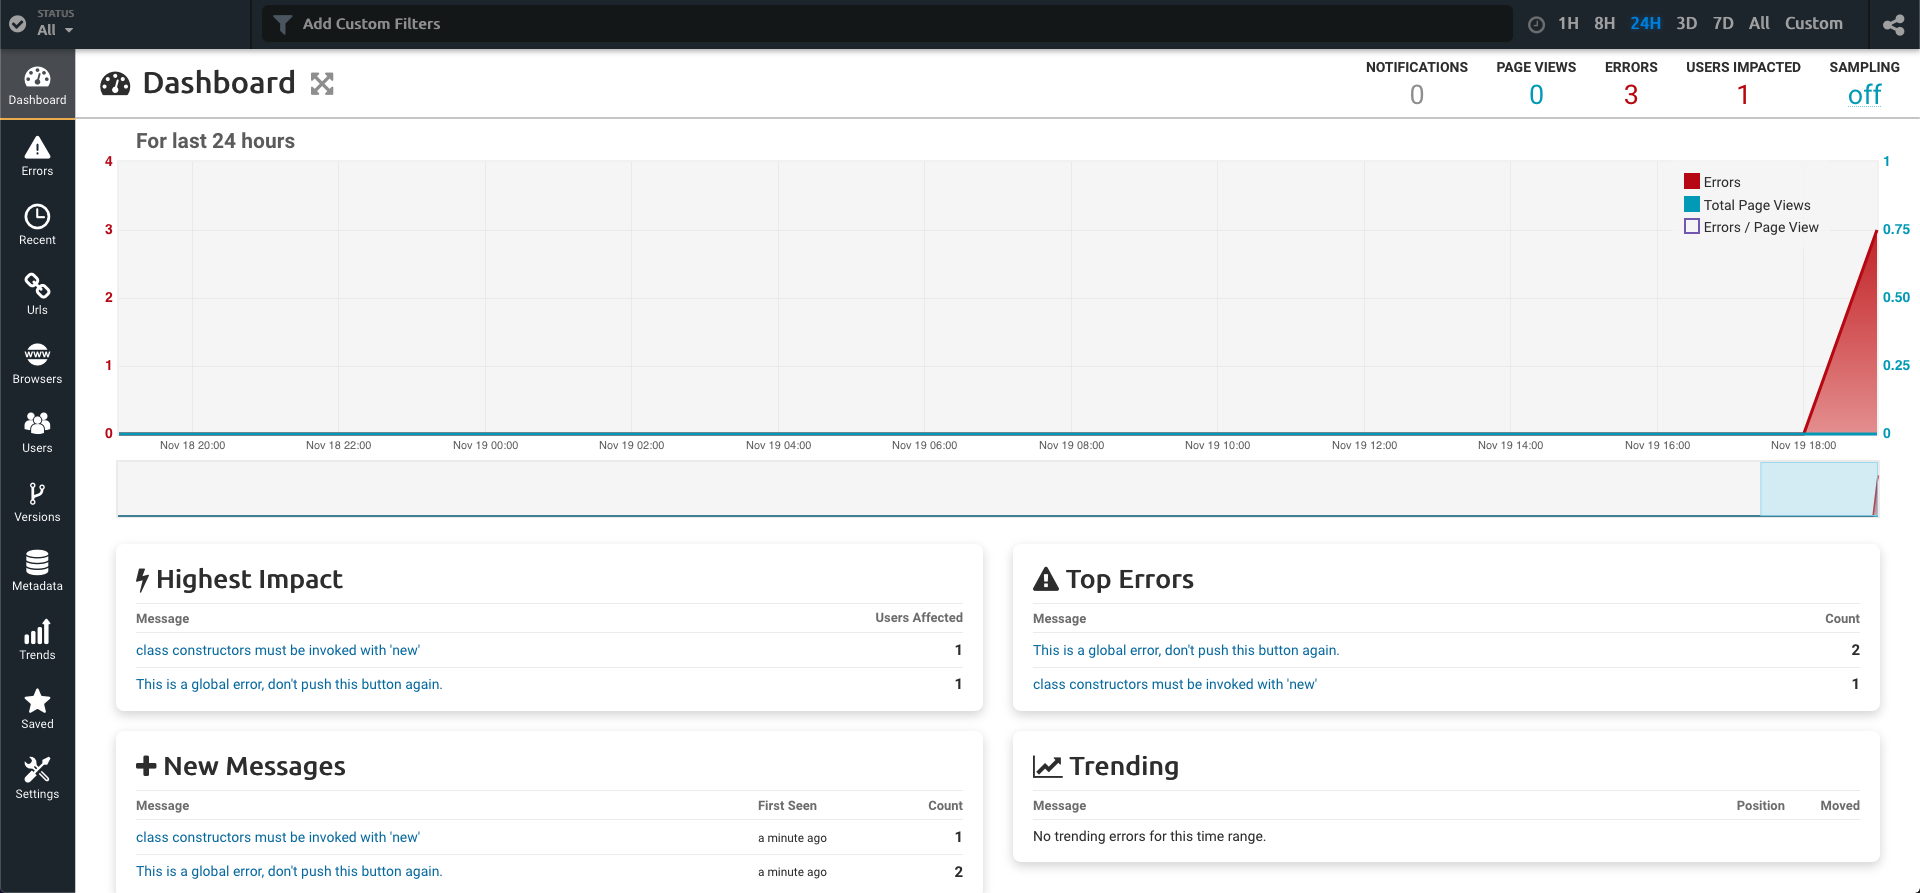 STATUS
All
Add Custom Filters
1H 8H 24H 3D 7D All Custom
Dashboard
Errors
Recent
Urls
WWW
Browsers
Users
Versions
Metadata
Trends
Saved
Settings
Dashboard
NOTIFICATIONS PAGE VIEWS ERRORS USERS IMPACTED SAMPLING
0 0 3 1 off
For last 24 hours
4
3
2
1
0
1
0.75
0.50
0.25
0
Errors
Total Page Views
Errors / Page View
Nov 18 20:00 Nov 18 22:00 Nov 19 00:00 Nov 19 02:00 Nov 19 04:00 Nov 19 06:00 Nov 19 08:00 Nov 19 10:00 Nov 19 12:00 Nov 19 14:00 Nov 19 16:00 Nov 19 18:00
Highest Impact
Message Users Affected
class constructors must be invoked with 'new' 1
This is a global error, don't push this button again. 1
Top Errors
Message Count
This is a global error, don't push this button again. 2
class constructors must be invoked with 'new' 1
New Messages
Message First Seen Count
class constructors must be invoked with 'new' a minute ago 1
This is a global error, don't push this button again. a minute ago 2
Trending
Message Position Moved
No trending errors for this time range.